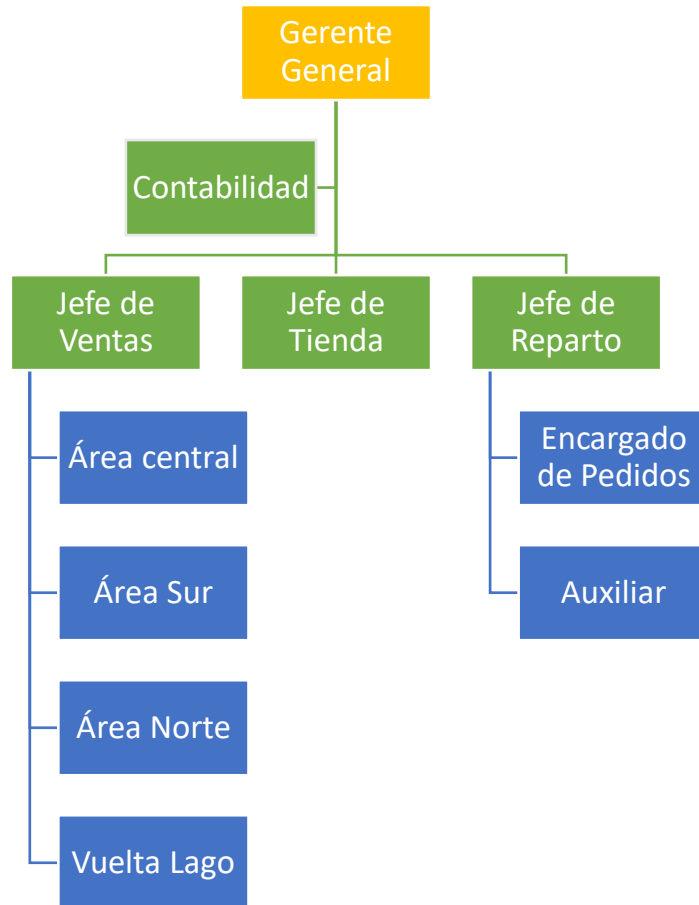 Gerente
General
Contabilidad
Jefe de
Ventas
Jefe de
Tienda
Jefe de
Reparto
Área central
Área Sur
Área Norte
Vuelta Lago
Encargado
de Pedidos
Auxiliar